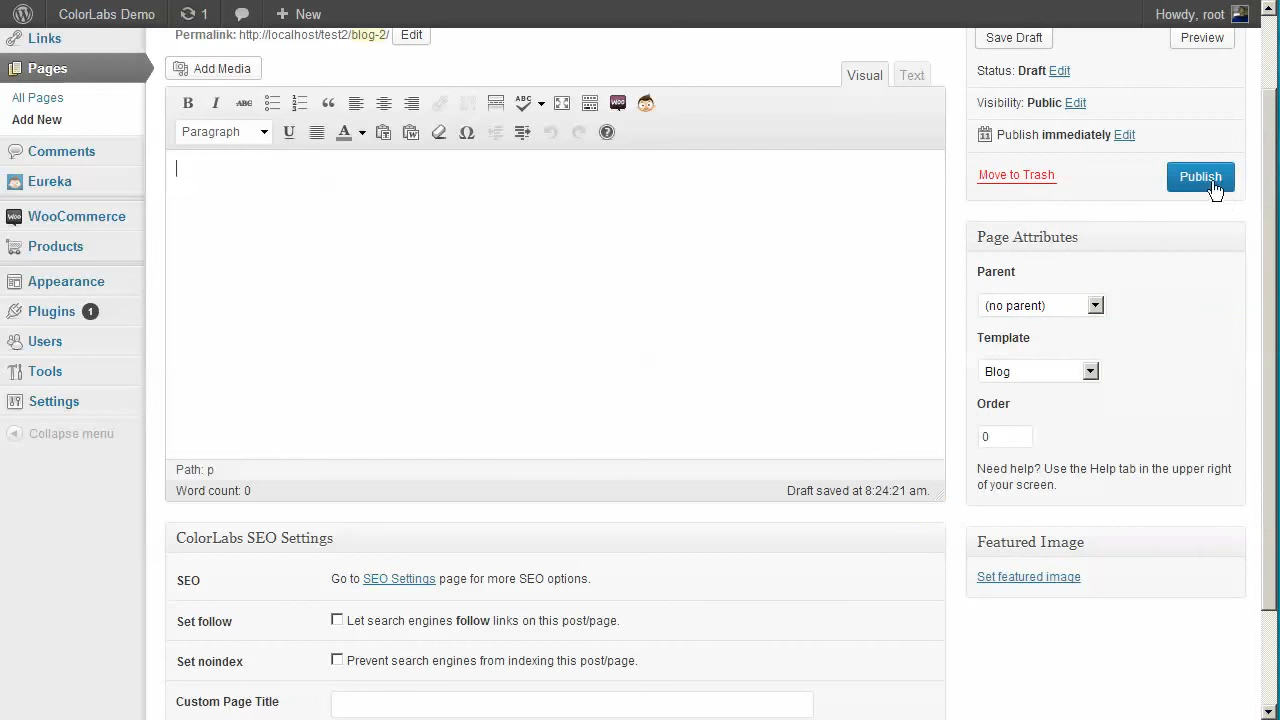 ColorLabs Demo 1 New Howdy, root
Links
Pages
All Pages
Add New
Comments
Eureka
WooCommerce
Products
Appearance
Plugins 1
Users
Tools
Settings
Collapse menu
Permalink: http://localhost/test2/blog-2/ Edit
Add Media
Visual Text
B I ABC ABC
Paragraph U A Ω ?
Path: p
Word count: 0 Draft saved at 8:24:21 am.
ColorLabs SEO Settings
SEO Go to SEO Settings page for more SEO options.
Set follow Let search engines follow links on this post/page.
Set noindex Prevent search engines from indexing this post/page.
Custom Page Title
Save Draft Preview
Status: Draft Edit
Visibility: Public Edit
Publish immediately Edit
Move to Trash Publish
Page Attributes
Parent
(no parent)
Template
Blog
Order
0
Need help? Use the Help tab in the upper right
of your screen.
Featured Image
Set featured image